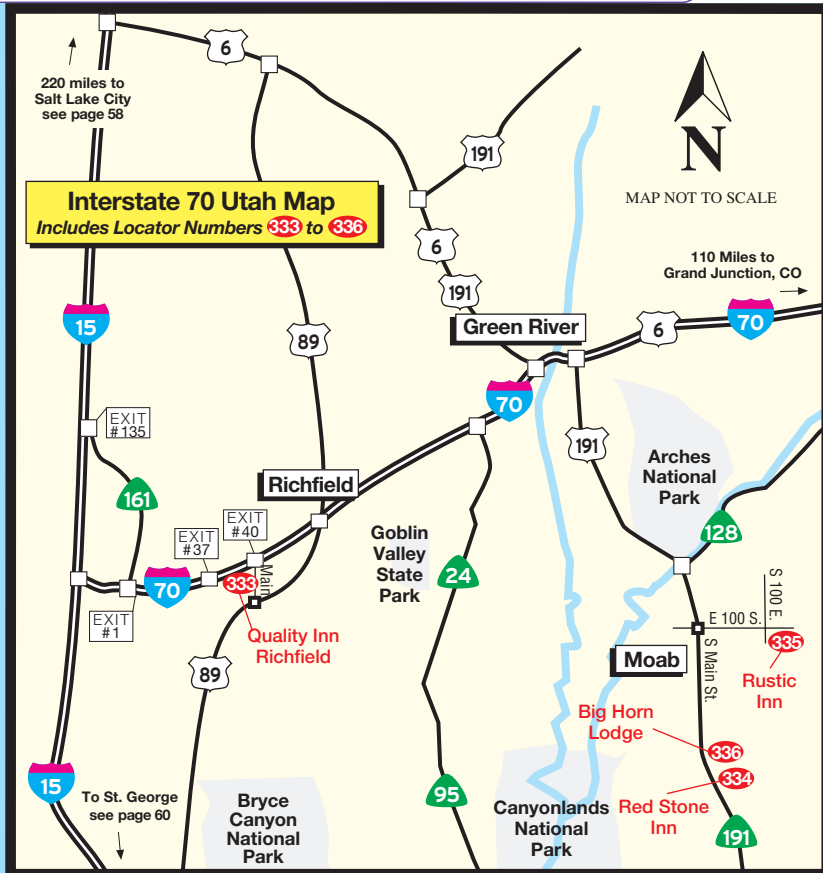 6
220 miles to
Salt Lake City
see page 58
191
N
MAP NOT TO SCALE
Interstate 70 Utah Map
Includes Locator Numbers 333 to 336
6
191
110 Miles to
Grand Junction, CO
15
89
Green River
6
70
70
EXIT
#135
191
Arches
National
Park
161
Richfield
EXIT
#40
EXIT
#37
128
Goblin
Valley
State
Park
24
70
333
Main
EXIT
#1
Quality Inn
Richfield
S 100 E.
E 100 S.
335
S Main St.
Moab
Rustic
Inn
89
Big Horn
Lodge
336
334
15
To St. George
see page 60
Bryce
Canyon
National
Park
95
Canyonlands
National
Park
Red Stone
Inn
191